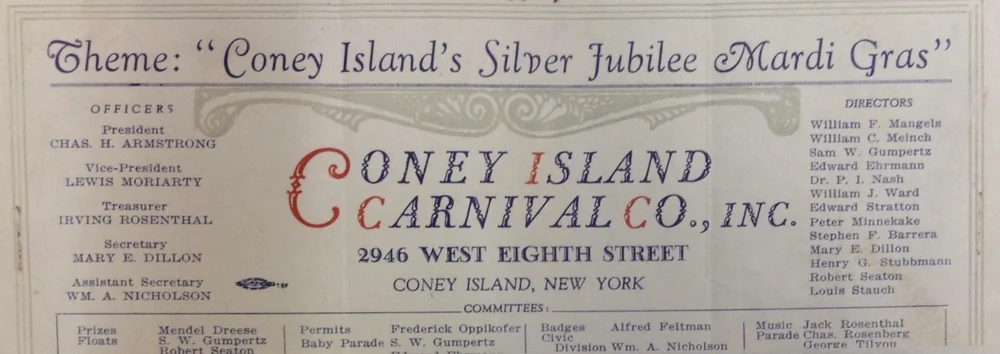 Theme: "Coney Island's Silver Jubilee Mardi Gras"
OFFICERS
President
CHAS. H. ARMSTRONG
Vice-President
LEWIS MORIARTY
Treasurer
IRVING ROSENTHAL
Secretary
MARY E. DILLON
Assistant Secretary
WM. A. NICHOLSON
CONEY ISLAND
CARNIVAL CO., INC.
2946 WEST EIGHTH STREET
CONEY ISLAND, NEW YORK
DIRECTORS
William F. Mangels
William C. Meinch
Sam W. Gumpertz
Edward Ehrmann
Dr. P. I. Nash
William J. Ward
Edward Stratton
Peter Minnekake
Stephen F. Barrera
Mary E. Dillon
Henry G. Stubbmann
Robert Seaton
Louis Stauch
COMMITTEES:
Prizes Mendel Dreese
Floats S. W. Gumpertz
Robert Seaton
Permits Frederick Oppikofer
Baby Parade S. W. Gumpertz
Edward Ehrmann
Badges Alfred Feltman
Civic
Division Wm. A. Nicholson
Music Jack Rosenthal
Parade Chas. Rosenberg
George Tilyou